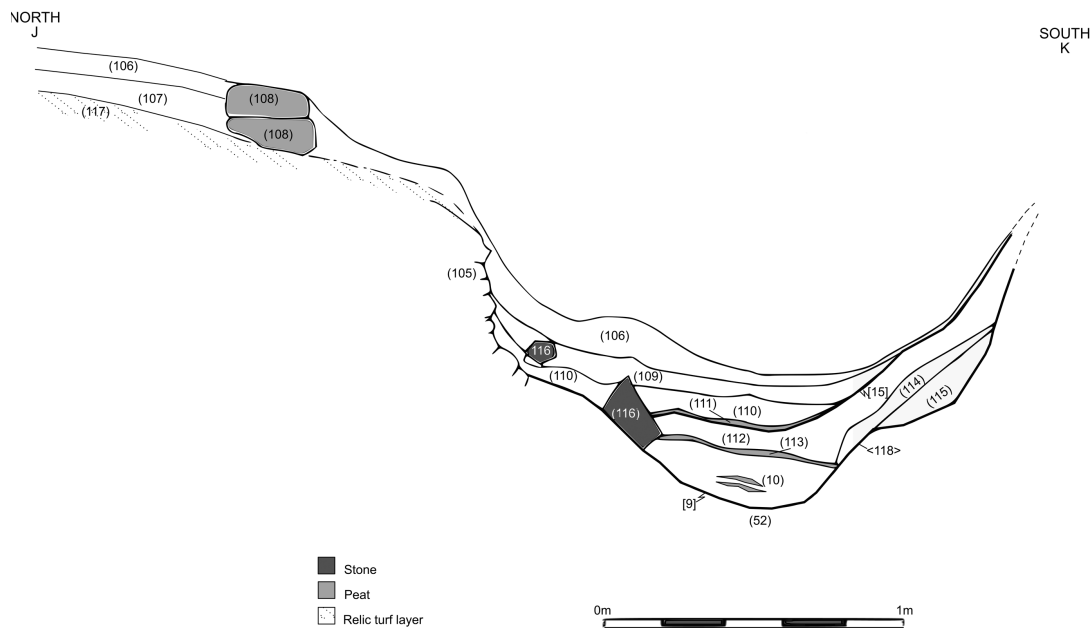 NORTH
J
SOUTH
K
(106)
(107)
(117)
(108)
(108)
(105)
(106)
116
(110)
(109)
(116)
(111)
(110)
[15]
(114)
(115)
(112)
(113)
<118>
(10)
[9]
(52)
Stone
Peat
Relic turf layer
0m
1m